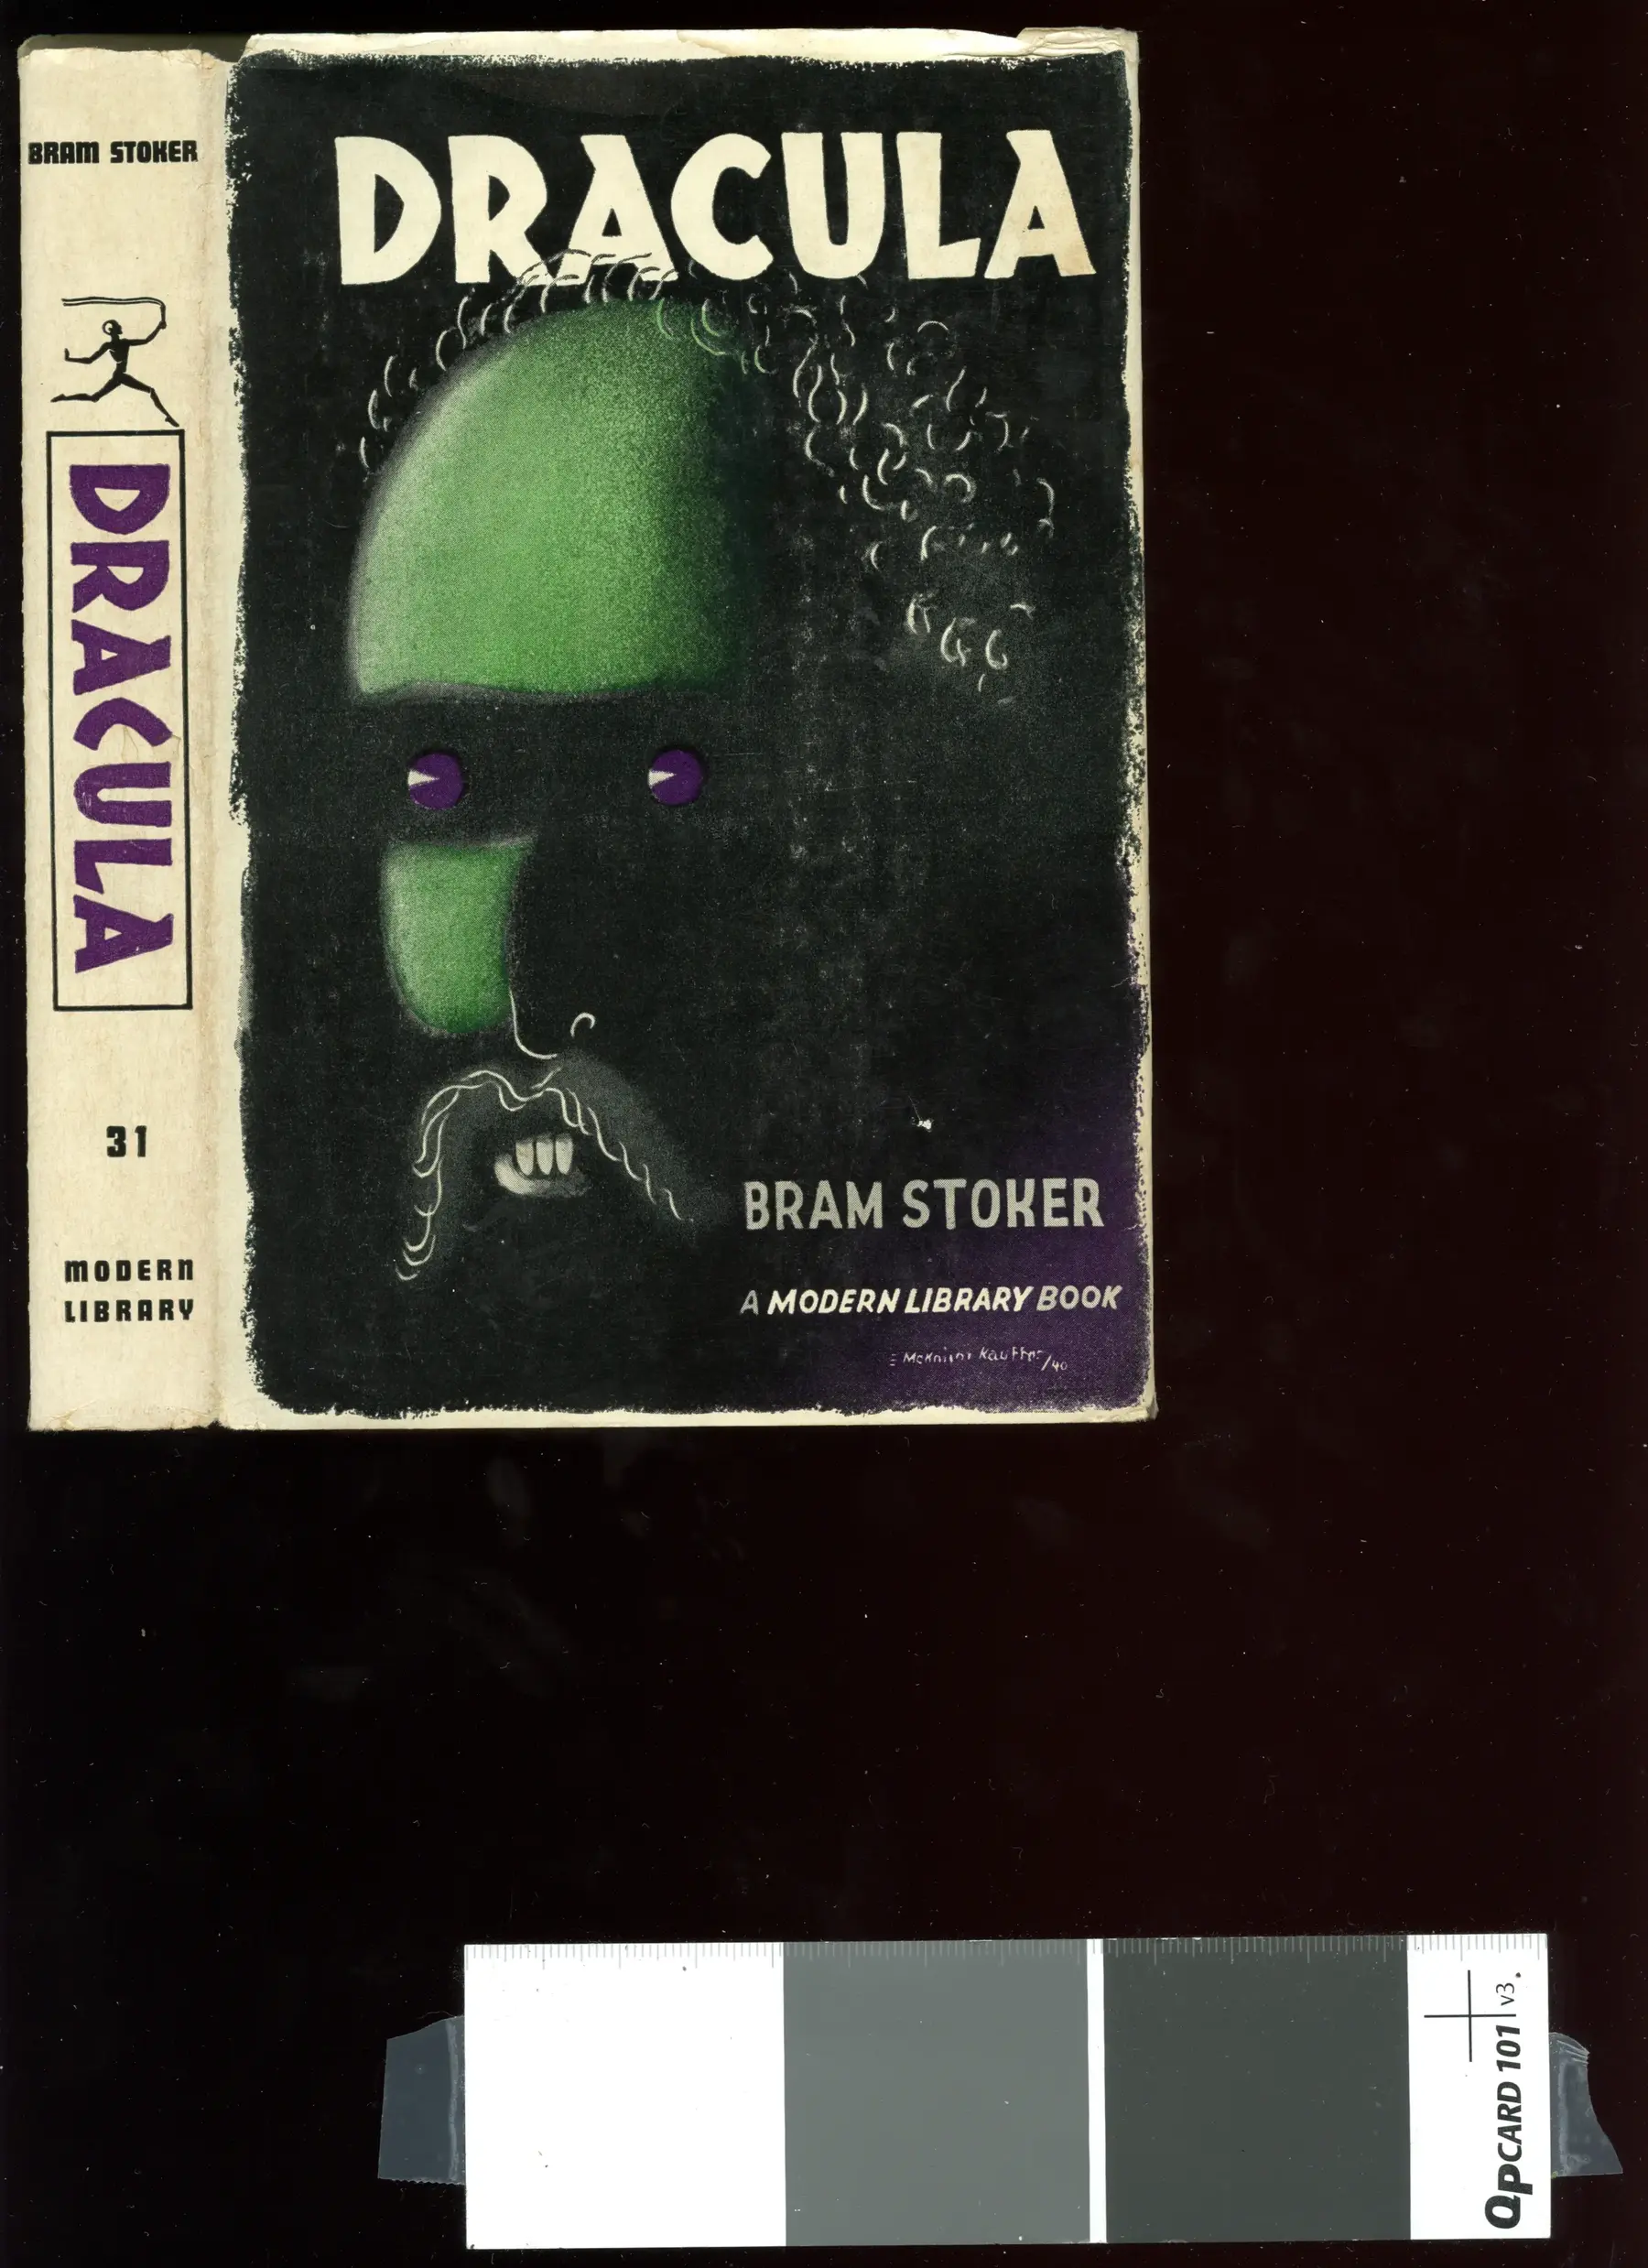 BRAM STOKER
DRACULA
31
MODERN
LIBRARY
DRACULA
BRAM STOKER
A MODERN LIBRARY BOOK
E McKnight Kauffer/40
QPCARD 101 v3